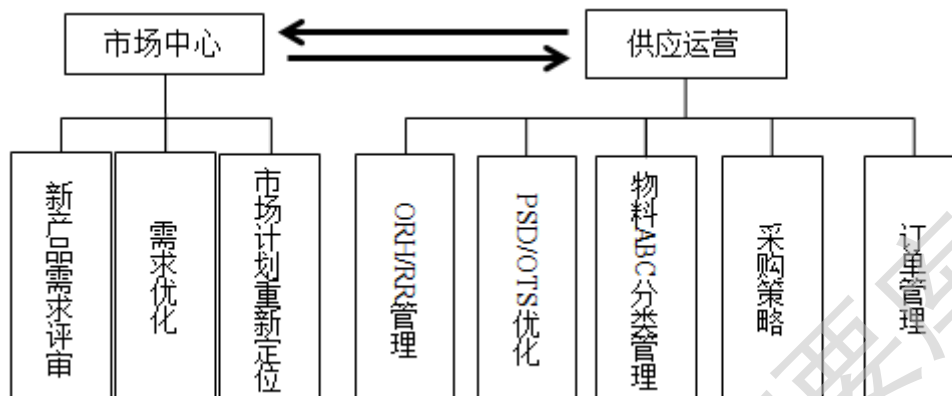 市场中心
供应运营
新产品需求评审
需求优化
市场计划重新定位
ORH/RR管理
PSD/OTS优化
物料ABC分类管理
采购策略
订单管理